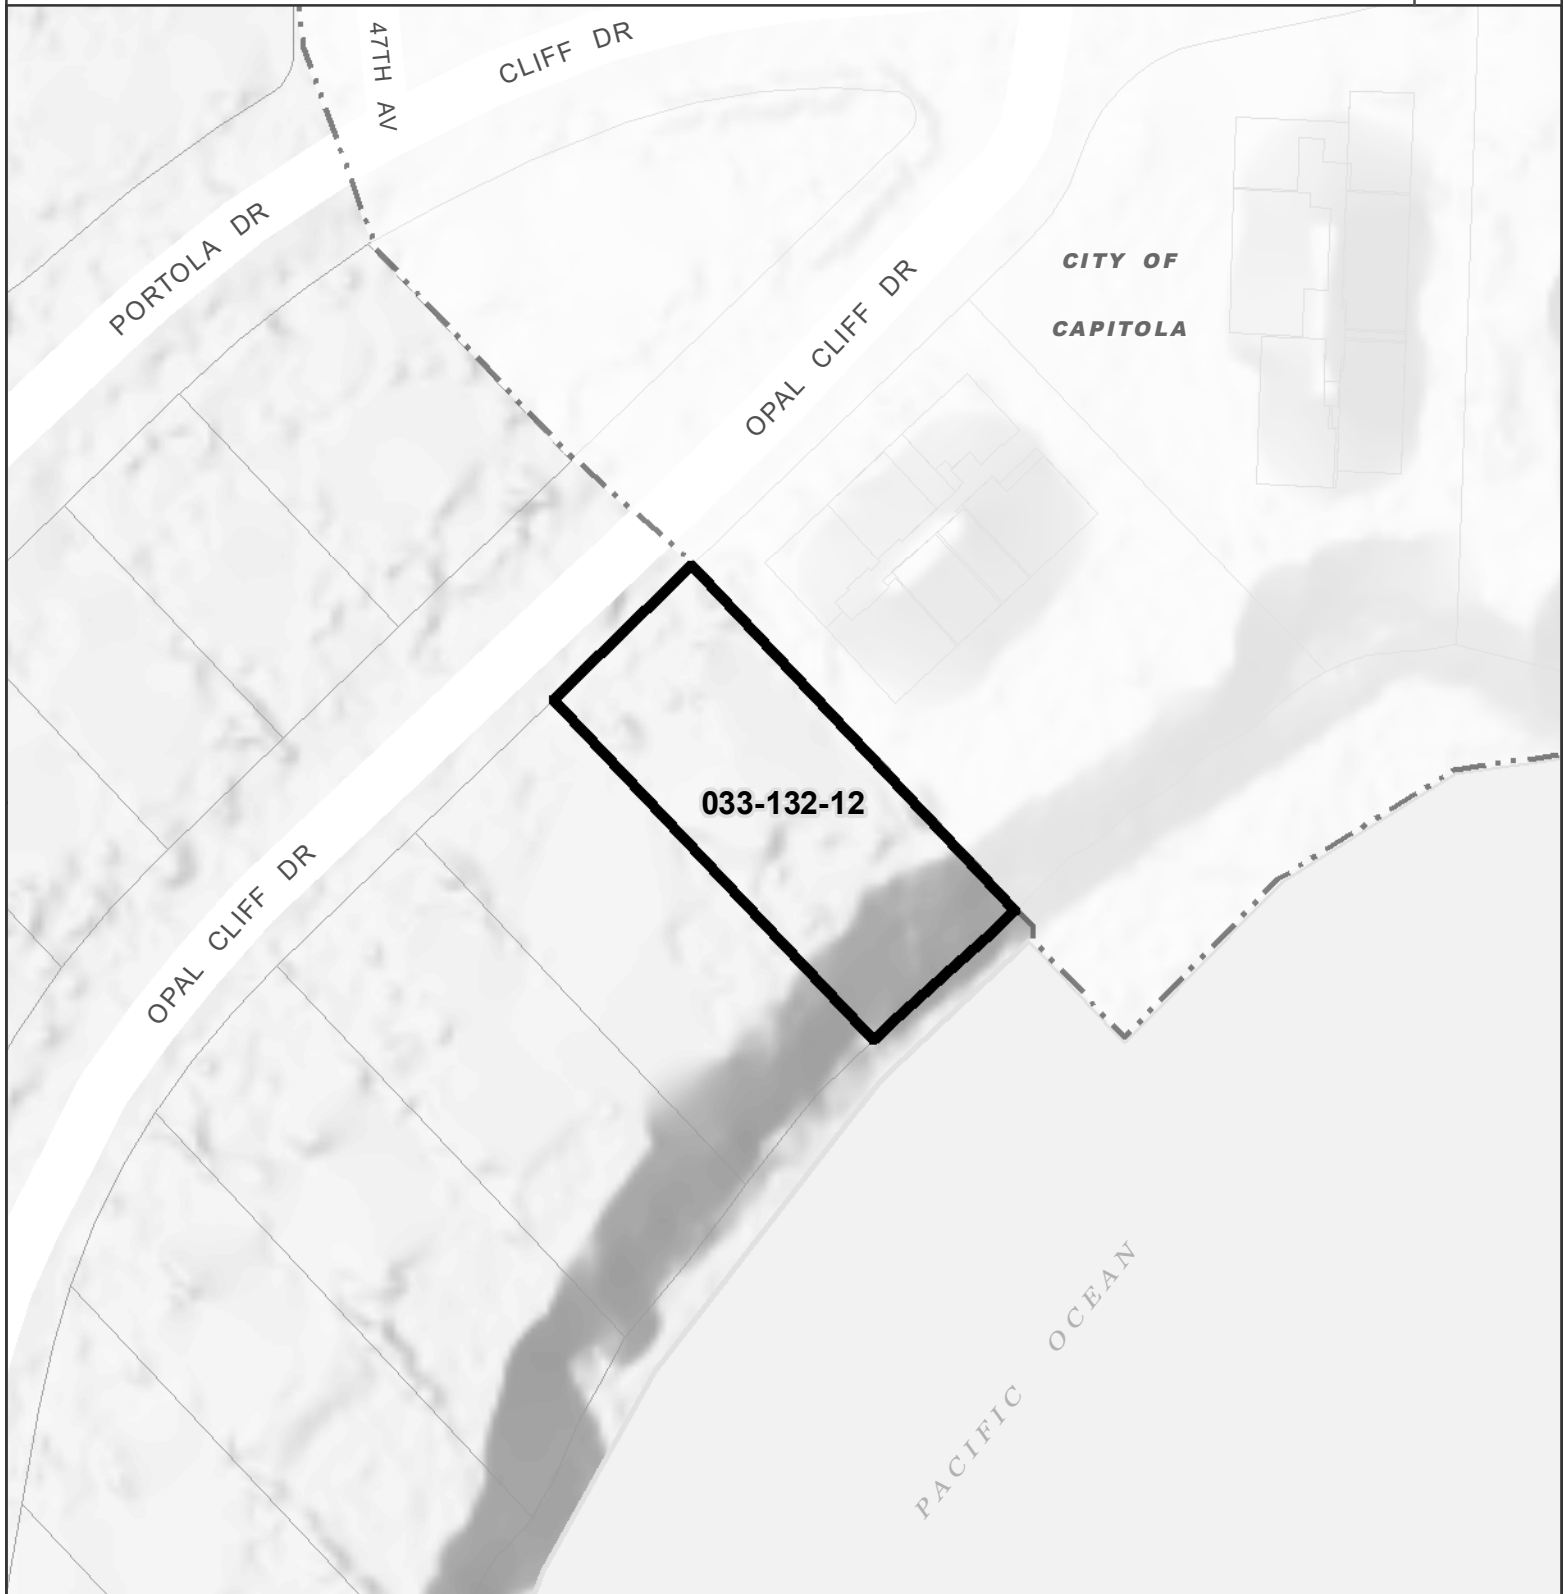 47TH AV
CLIFF DR
PORTOLA DR
CITY OF
CAPITOLA
OPAL CLIFF DR
033-132-12
OPAL CLIFF DR
PACIFIC OCEAN